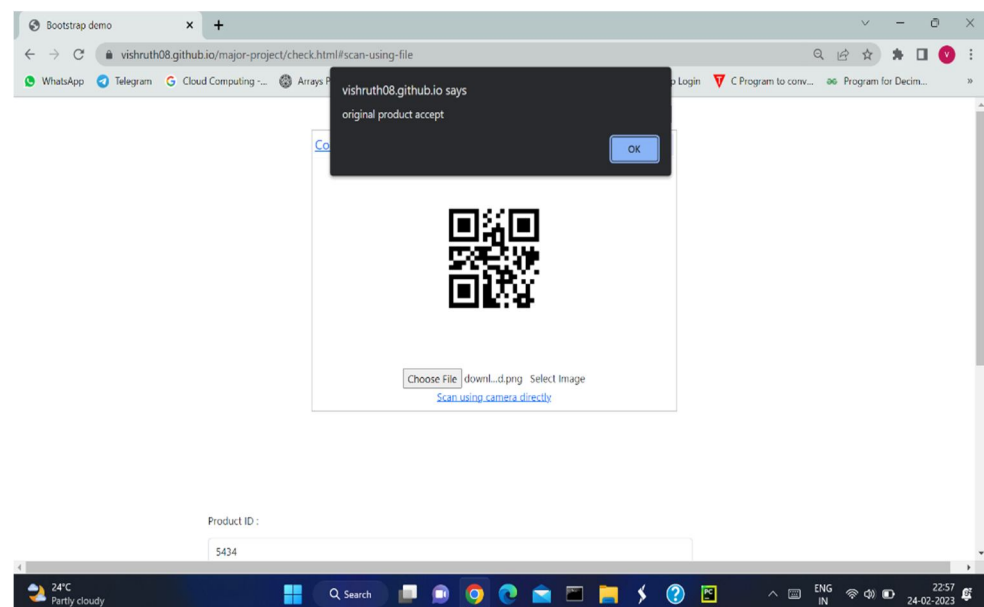 Bootstrap demo
vishruth08.github.io/major-project/check.html#scan-using-file
V
WhatsApp Telegram G Cloud Computing -... Arrays P Login C Program to conv... Program for Decim... »
vishruth08.github.io says
original product accept
OK
Co
Choose File downl...d.png Select Image
Scan using camera directly
Product ID :
5434
24°C
Partly cloudy
Search
PC
ENG
IN
22:57
24-02-2023